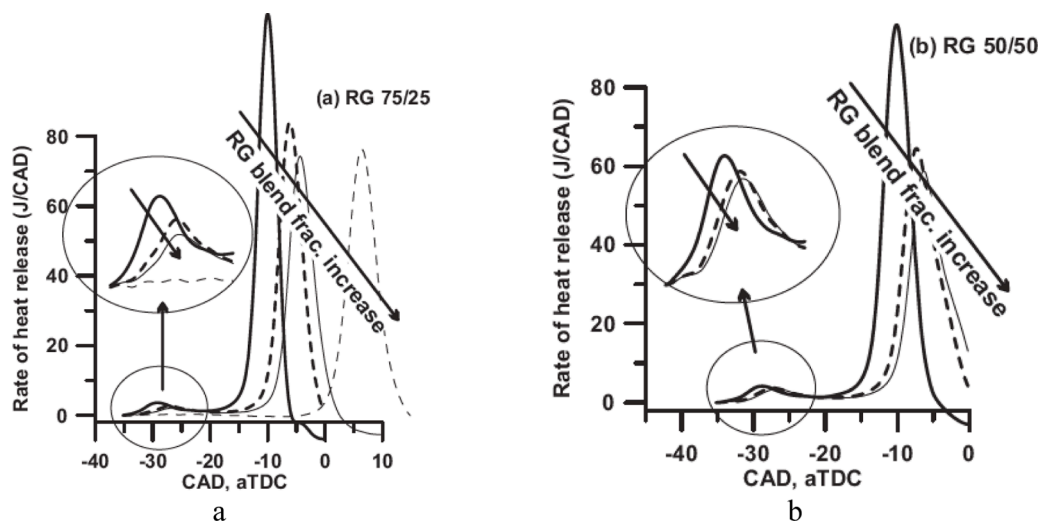 (a) RG 75/25
RG blend frac. increase
Rate of heat release (J/CAD)
80
60
40
20
0
-40 -30 -20 -10 0 10
CAD, aTDC
a
(b) RG 50/50
RG blend frac. increase
Rate of heat release (J/CAD)
80
60
40
20
0
-40 -30 -20 -10 0
CAD, aTDC
b